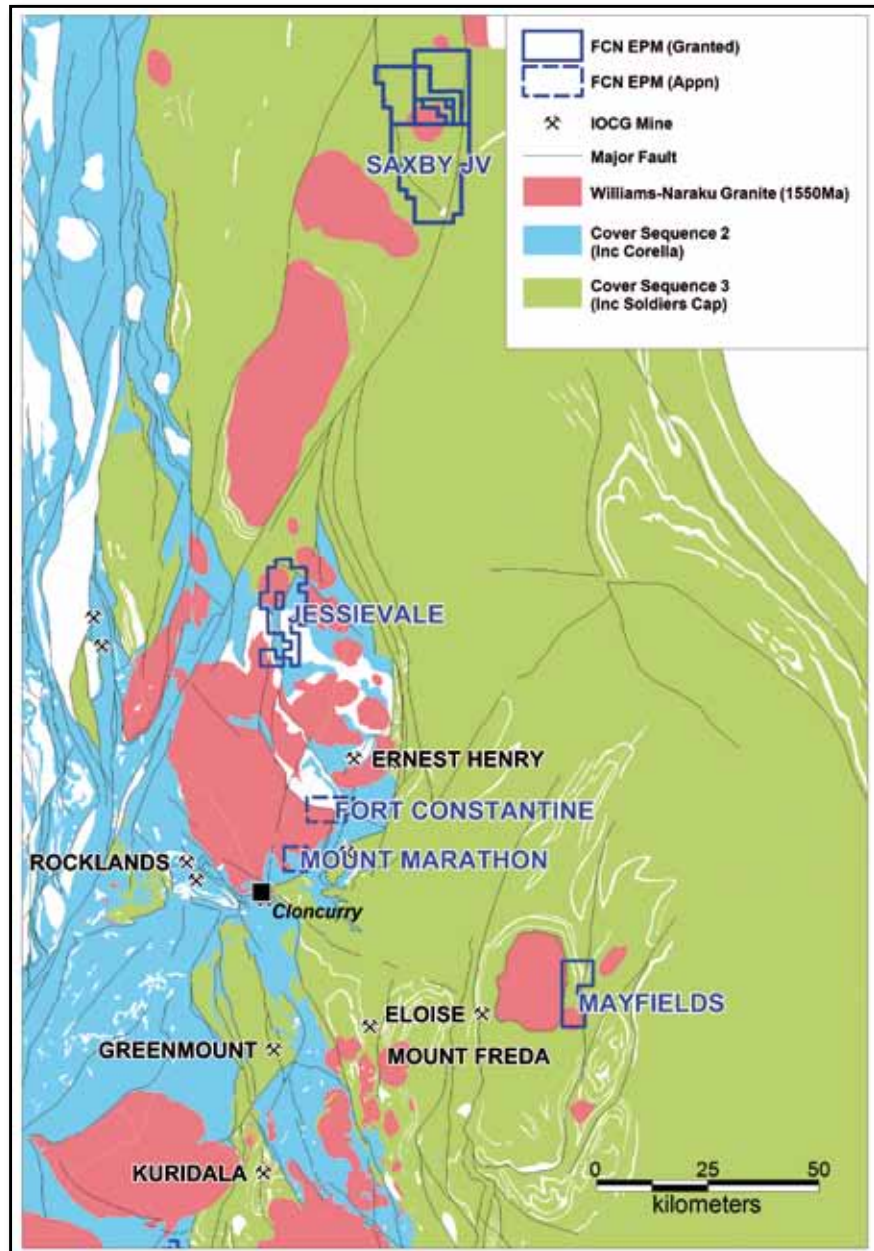 FCN EPM (Granted)
FCN EPM (Appn)
IOCG Mine
Major Fault
Williams-Naraku Granite (1550Ma)
Cover Sequence 2
(Inc Corella)
Cover Sequence 3
(Inc Soldiers Cap)
SAXBY JV
JESSIEVALE
ERNEST HENRY
FORT CONSTANTINE
MOUNT MARATHON
ROCKLANDS
Cloncurry
ELOISE
MAYFIELDS
GREENMOUNT
MOUNT FREDA
KURIDALA
0 25 50
kilometers